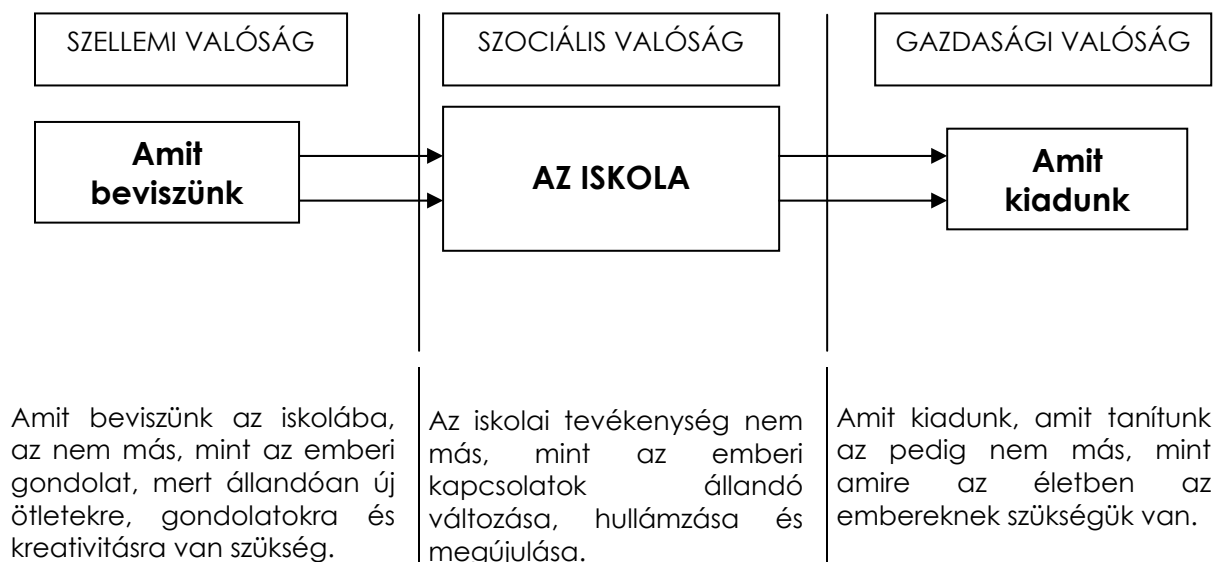 SZELLEMI VALÓSÁG
SZOCIÁLIS VALÓSÁG
GAZDASÁGI VALÓSÁG
Amit
beviszünk
AZ ISKOLA
Amit
kiadunk
Amit beviszünk az iskolába,
az nem más, mint az emberi
gondolat, mert állandóan új
ötletekre, gondolatokra és
kreativitásra van szükség.
Az iskolai tevékenység nem
más, mint az emberi
kapcsolatok állandó
változása, hullámzása és
megújulása.
Amit kiadunk, amit tanítunk
az pedig nem más, mint
amire az életben az
embereknek szükségük van.